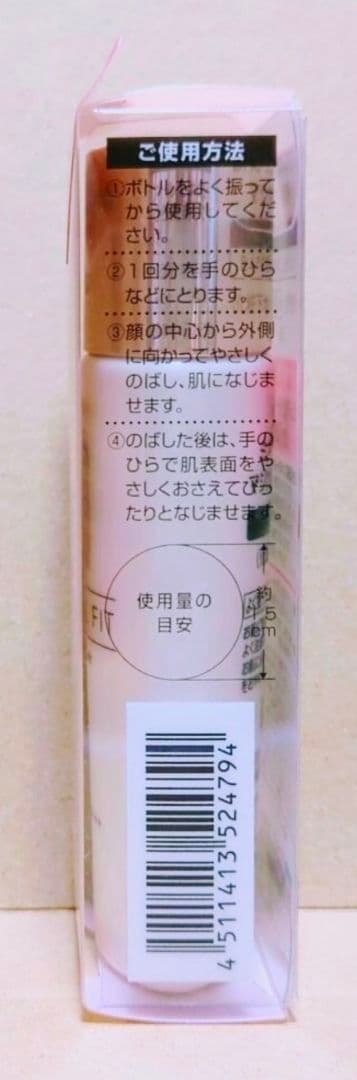 ご使用方法
①ボトルをよく振って
から使用してくだ
さい。
②1回分を手のひら
などにとります。
③顔の中心から外側
に向かってやさしく
のばし、肌になじま
せます。
④のばした後は、手の
ひらで肌表面をや
さしくおさえてぴっ
たりとなじませます。
使用量の
目安
約1.5cm
FIT
4511413524794